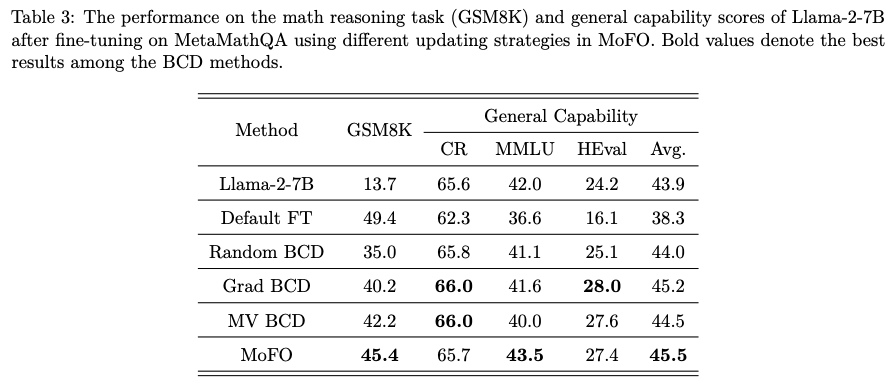 Table 3: The performance on the math reasoning task (GSM8K) and general capability scores of Llama-2-7B
after fine-tuning on MetaMathQA using different updating strategies in MoFO. Bold values denote the best
results among the BCD methods.
Method GSM8K General Capability
CR MMLU HEval Avg.
Llama-2-7B 13.7 65.6 42.0 24.2 43.9
Default FT 49.4 62.3 36.6 16.1 38.3
Random BCD 35.0 65.8 41.1 25.1 44.0
Grad BCD 40.2 66.0 41.6 28.0 45.2
MV BCD 42.2 66.0 40.0 27.6 44.5
MoFO 45.4 65.7 43.5 27.4 45.5